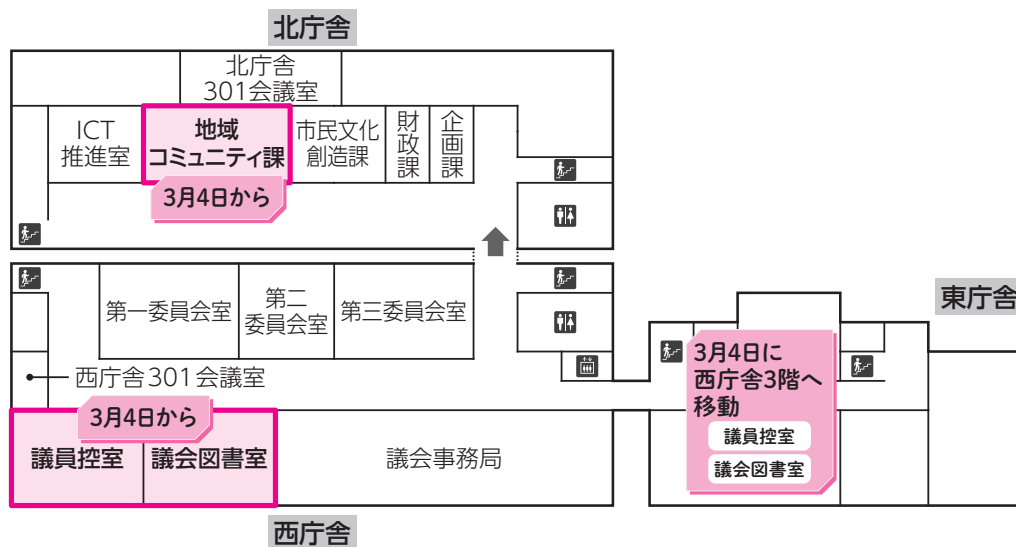 北庁舎
北庁舎
301会議室
ICT
推進室
地域
コミュニティ課
市民文化
創造課
財政課
企画課
3月4日から
第一委員会室
第二
委員会室
第三委員会室
東庁舎
3月4日に
西庁舎3階へ
移動
議員控室
議会図書室
西庁舎301会議室
3月4日から
議員控室
議会図書室
議会事務局
西庁舎